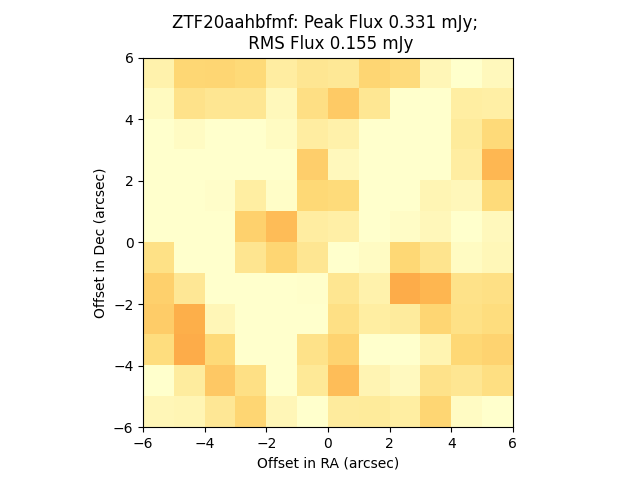 ZTF20aahbfmf: Peak Flux 0.331 mJy;
RMS Flux 0.155 mJy
6
4
2
0
−2
−4
−6
Offset in Dec (arcsec)
−6 −4 −2 0 2 4 6
Offset in RA (arcsec)